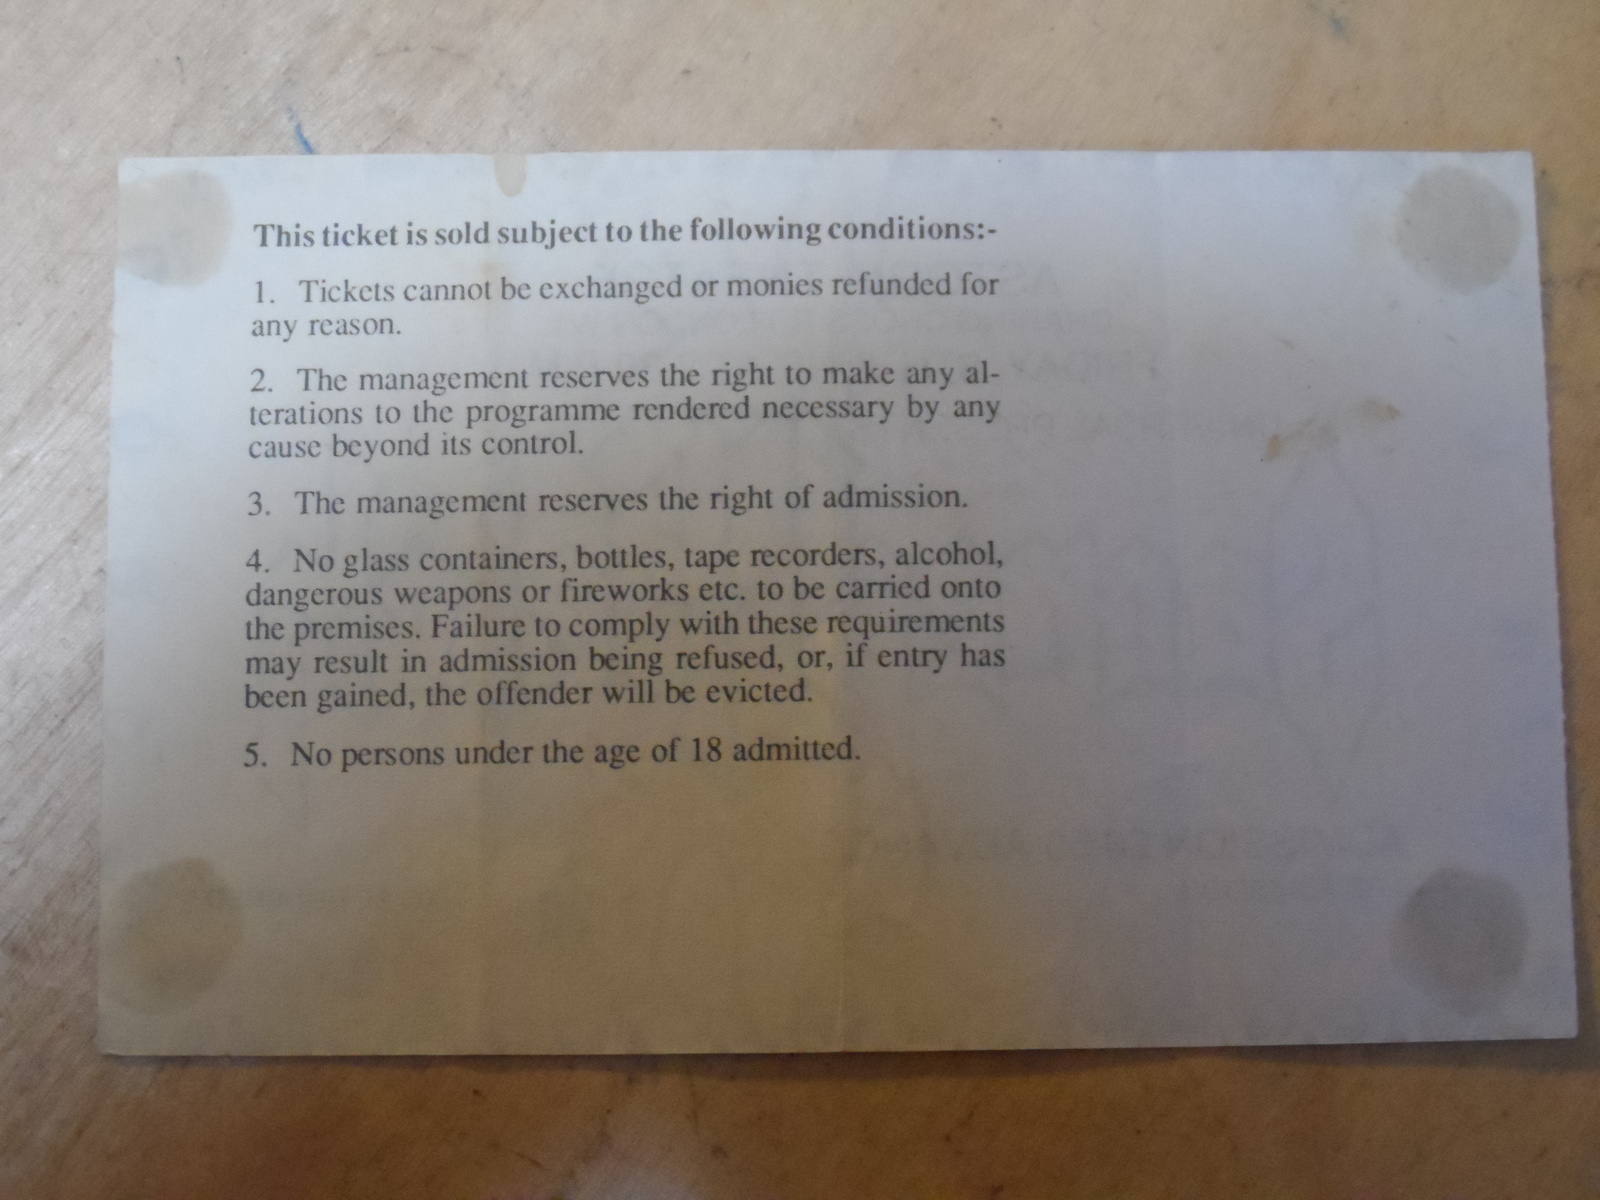 This ticket is sold subject to the following conditions:-
1. Tickets cannot be exchanged or monies refunded for
any reason.
2. The management reserves the right to make any al-
terations to the programme rendered necessary by any
cause beyond its control.
3. The management reserves the right of admission.
4. No glass containers, bottles, tape recorders, alcohol,
dangerous weapons or fireworks etc. to be carried onto
the premises. Failure to comply with these requirements
may result in admission being refused, or, if entry has
been gained, the offender will be evicted.
5. No persons under the age of 18 admitted.